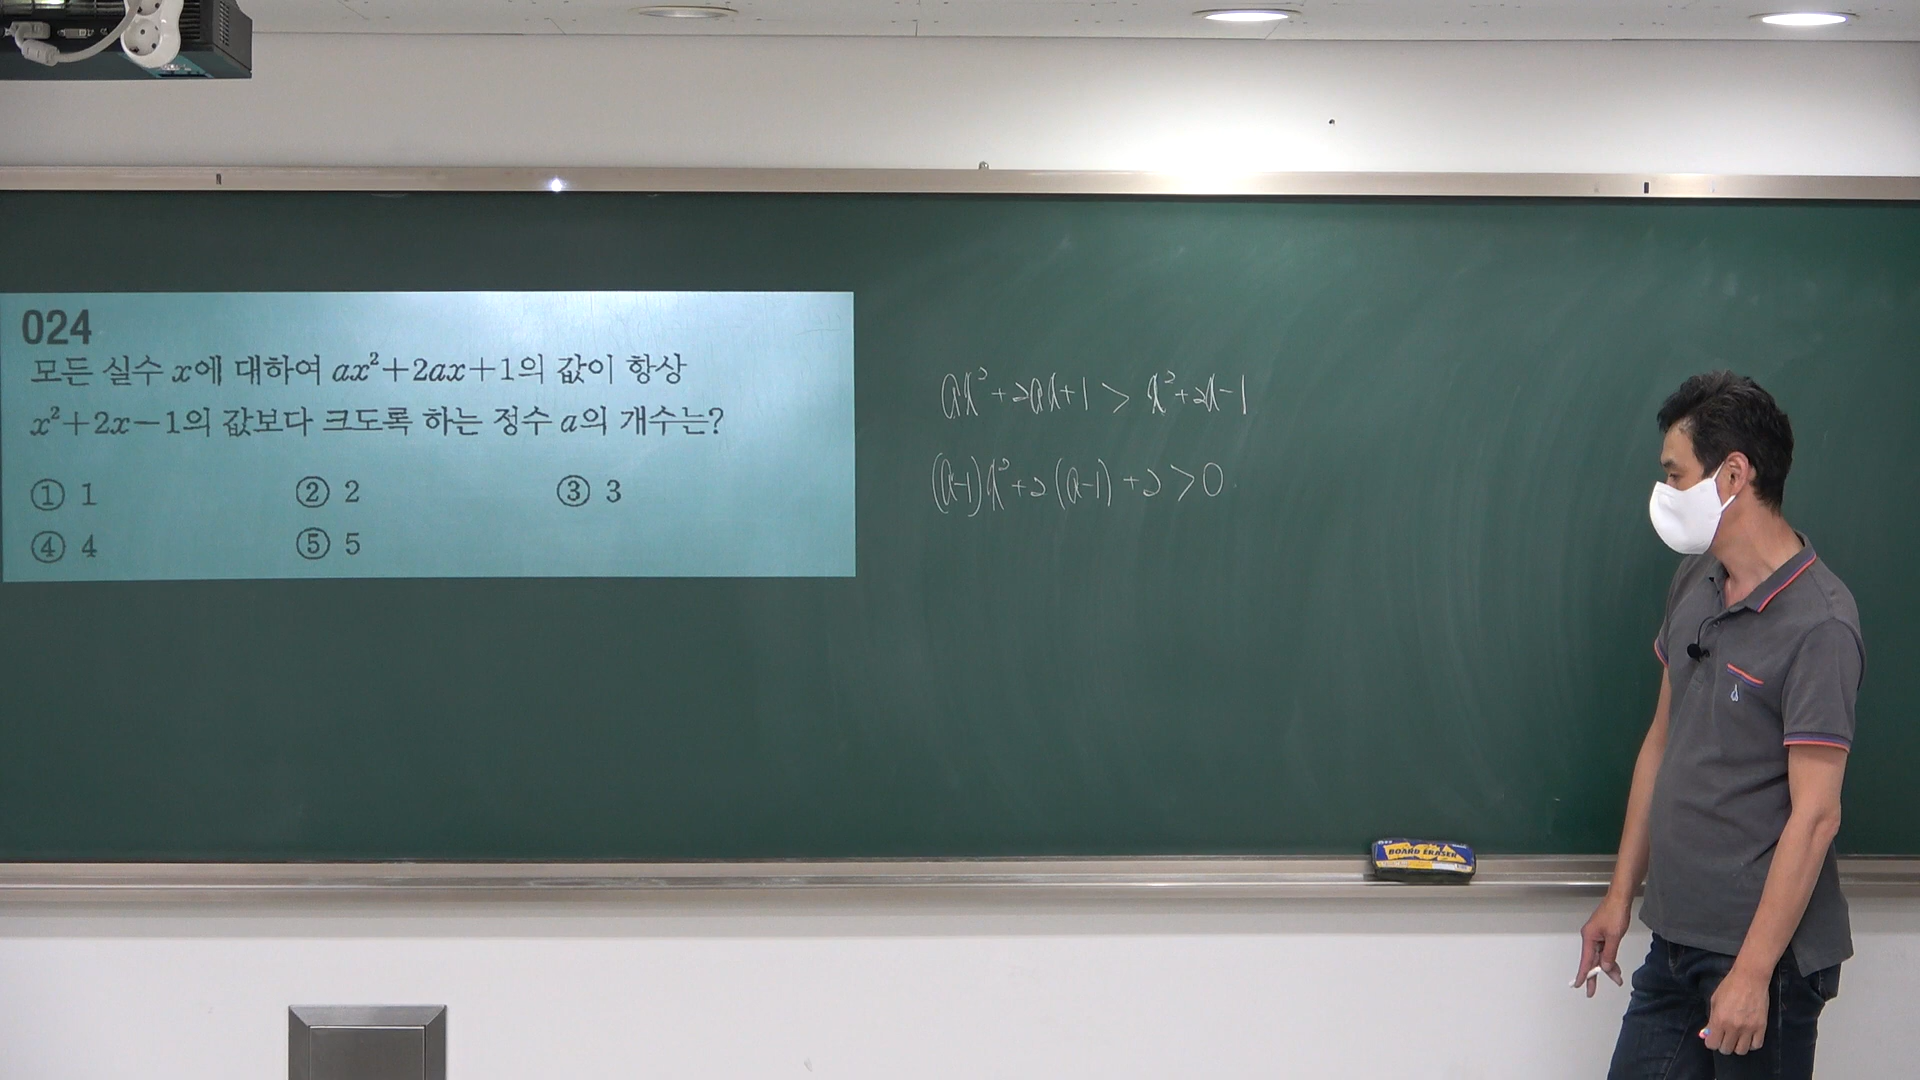 024
모든 실수 x에 대하여 ax²+2ax+1의 값이 항상
x²+2x−1의 값보다 크도록 하는 정수 a의 개수는?
① 1 ② 2 ③ 3
④ 4 ⑤ 5
ax²+2ax+1 > x²+2x-1
(a-1)x²+2(a-1)+2>0
BOARD ERASER